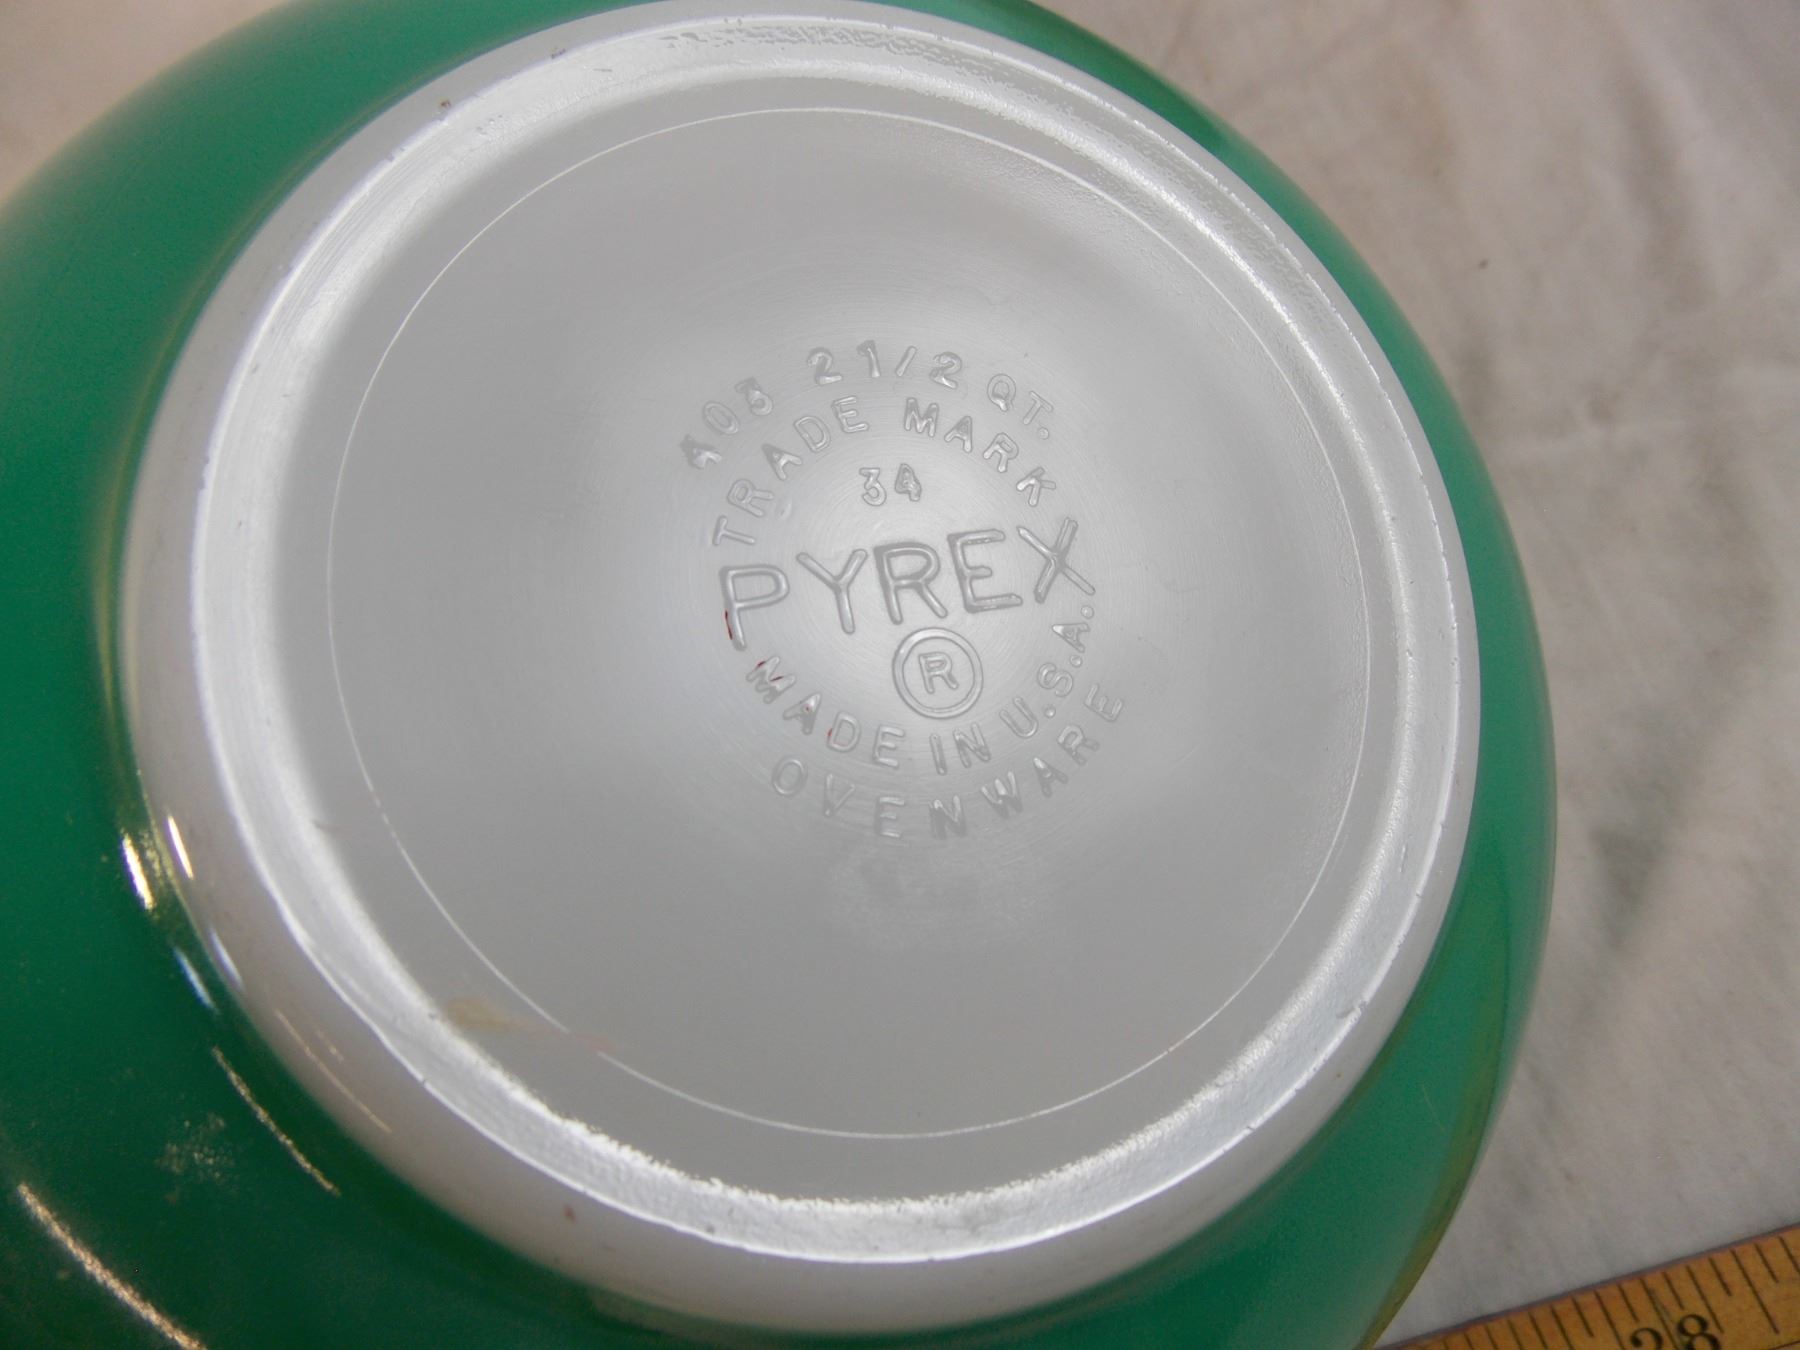 403 2 1/2 QT.
TRADE MARK
34
PYREX
®
MADE IN U.S.A.
OVENWARE
28